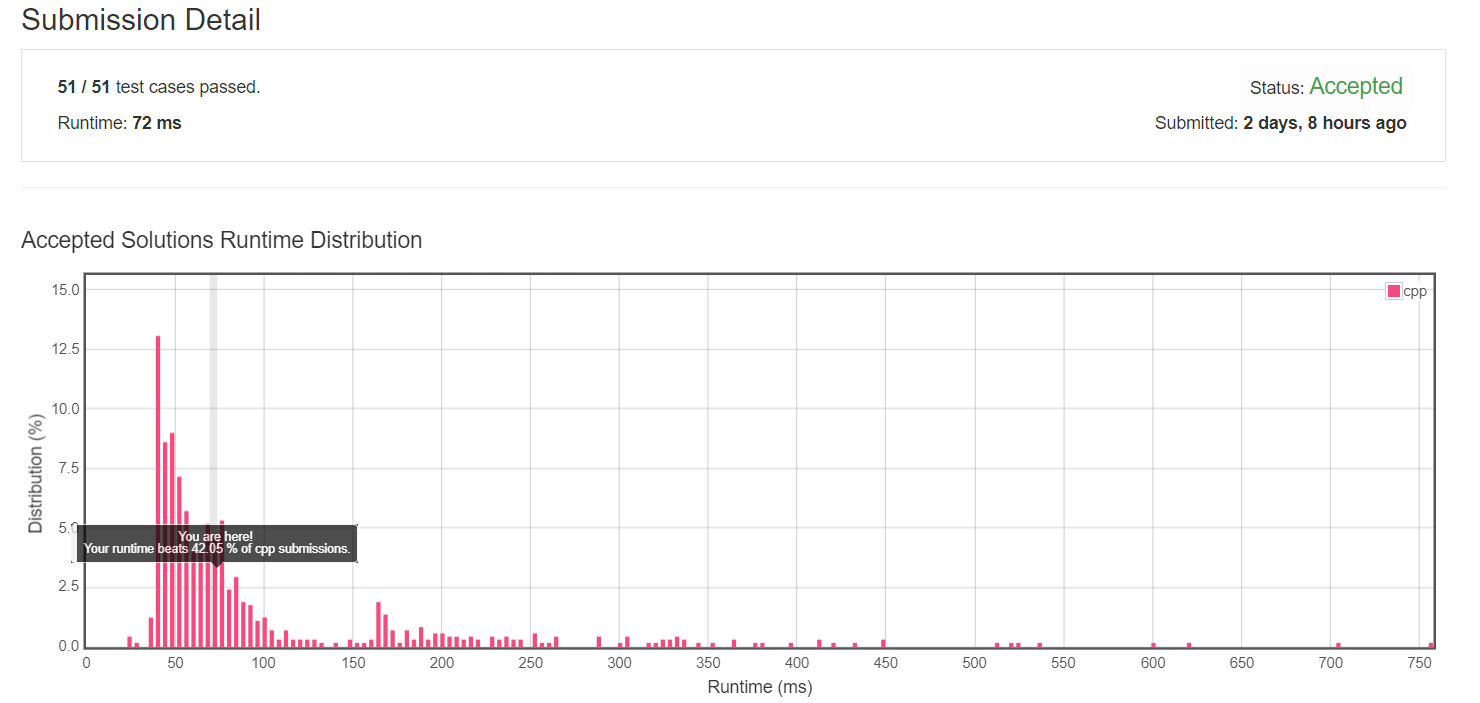 Submission Detail
51 / 51 test cases passed.
Status: Accepted
Runtime: 72 ms
Submitted: 2 days, 8 hours ago
Accepted Solutions Runtime Distribution
cpp
Distribution (%)
15.0
12.5
10.0
7.5
5.0
2.5
0.0
You are here!
Your runtime beats 42.05 % of cpp submissions.
0 50 100 150 200 250 300 350 400 450 500 550 600 650 700 750
Runtime (ms)